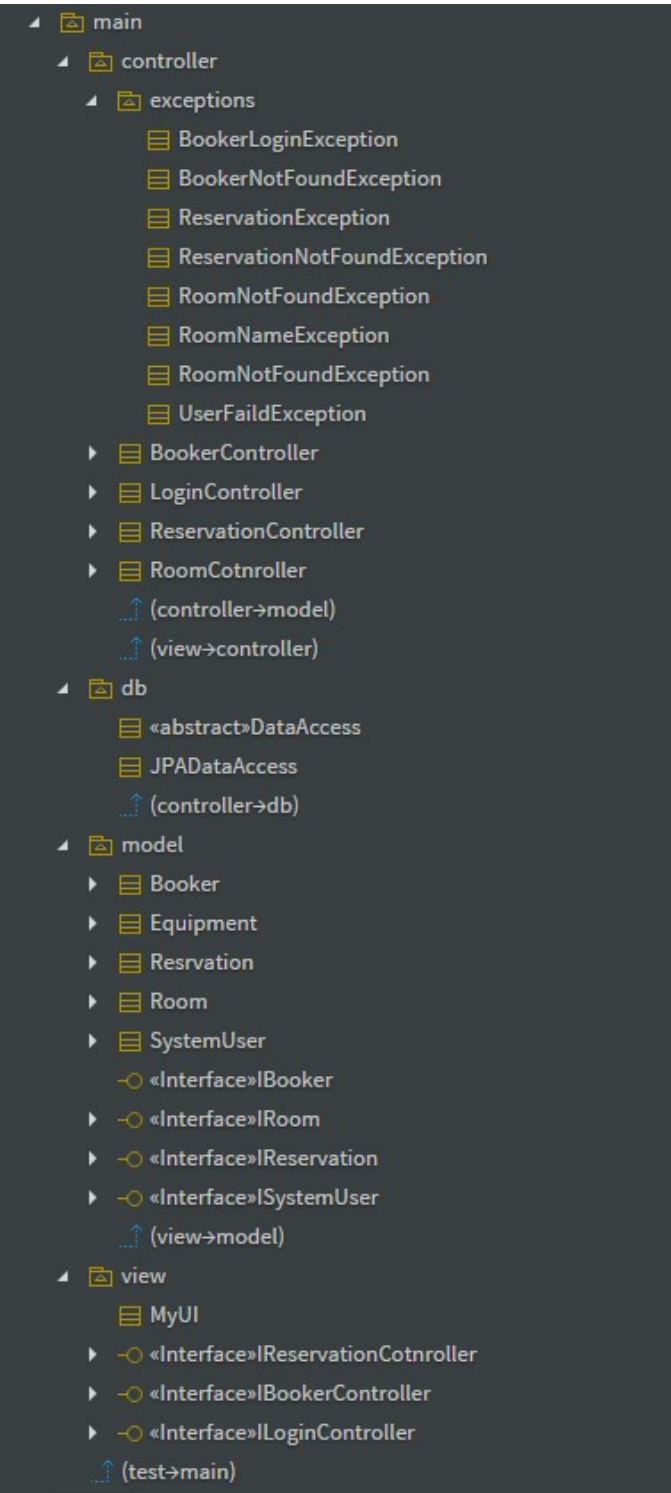 main
controller
exceptions
BookerLoginException
BookerNotFoundException
ReservationException
ReservationNotFoundException
RoomNotFoundException
RoomNameException
RoomNotFoundException
UserFaildException
BookerController
LoginController
ReservationController
RoomCotnroller
(controller→model)
(view→controller)
db
«abstract»DataAccess
JPADataAccess
(controller→db)
model
Booker
Equipment
Resrvation
Room
SystemUser
«Interface»IBooker
«Interface»IRoom
«Interface»IReservation
«Interface»ISystemUser
(view→model)
view
MyUI
«Interface»IReservationCotnroller
«Interface»IBookerController
«Interface»ILoginController
(test→main)